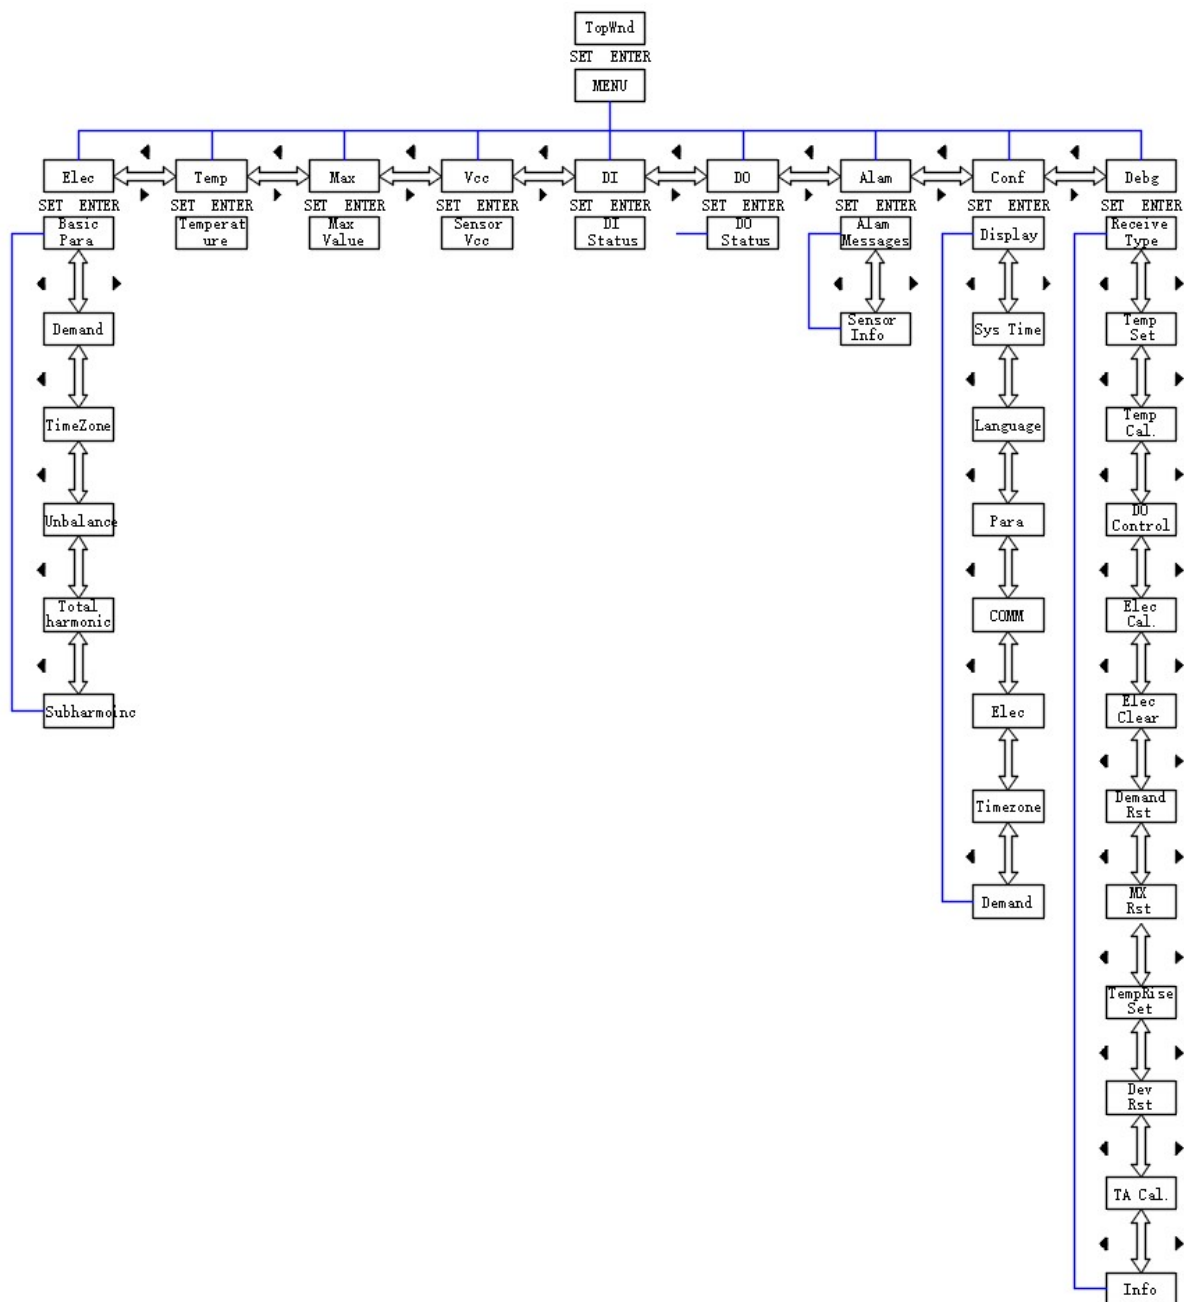 TopWnd
SET ENTER
MENU
Elec Temp Max Vcc DI DO Alam Conf Debg
SET ENTER SET ENTER SET ENTER SET ENTER SET ENTER SET ENTER SET ENTER SET ENTER SET ENTER
Basic
Para
Temperat
ure
Max
Value
Sensor
Vcc
DI
Status
DO
Status
Alam
Messages
Display
Receive
Type
Demand
Sensor
Info
Sys Time
Temp
Set
TimeZone
Language
Temp
Cal.
Unbalance
Para
DO
Control
Total
harmonic
COMM
Elec
Cal.
Subharmoinc
Elec
Elec
Clear
Timezone
Demand
Rst
Demand
MX
Rst
TempRise
Set
Dev
Rst
TA Cal.
Info